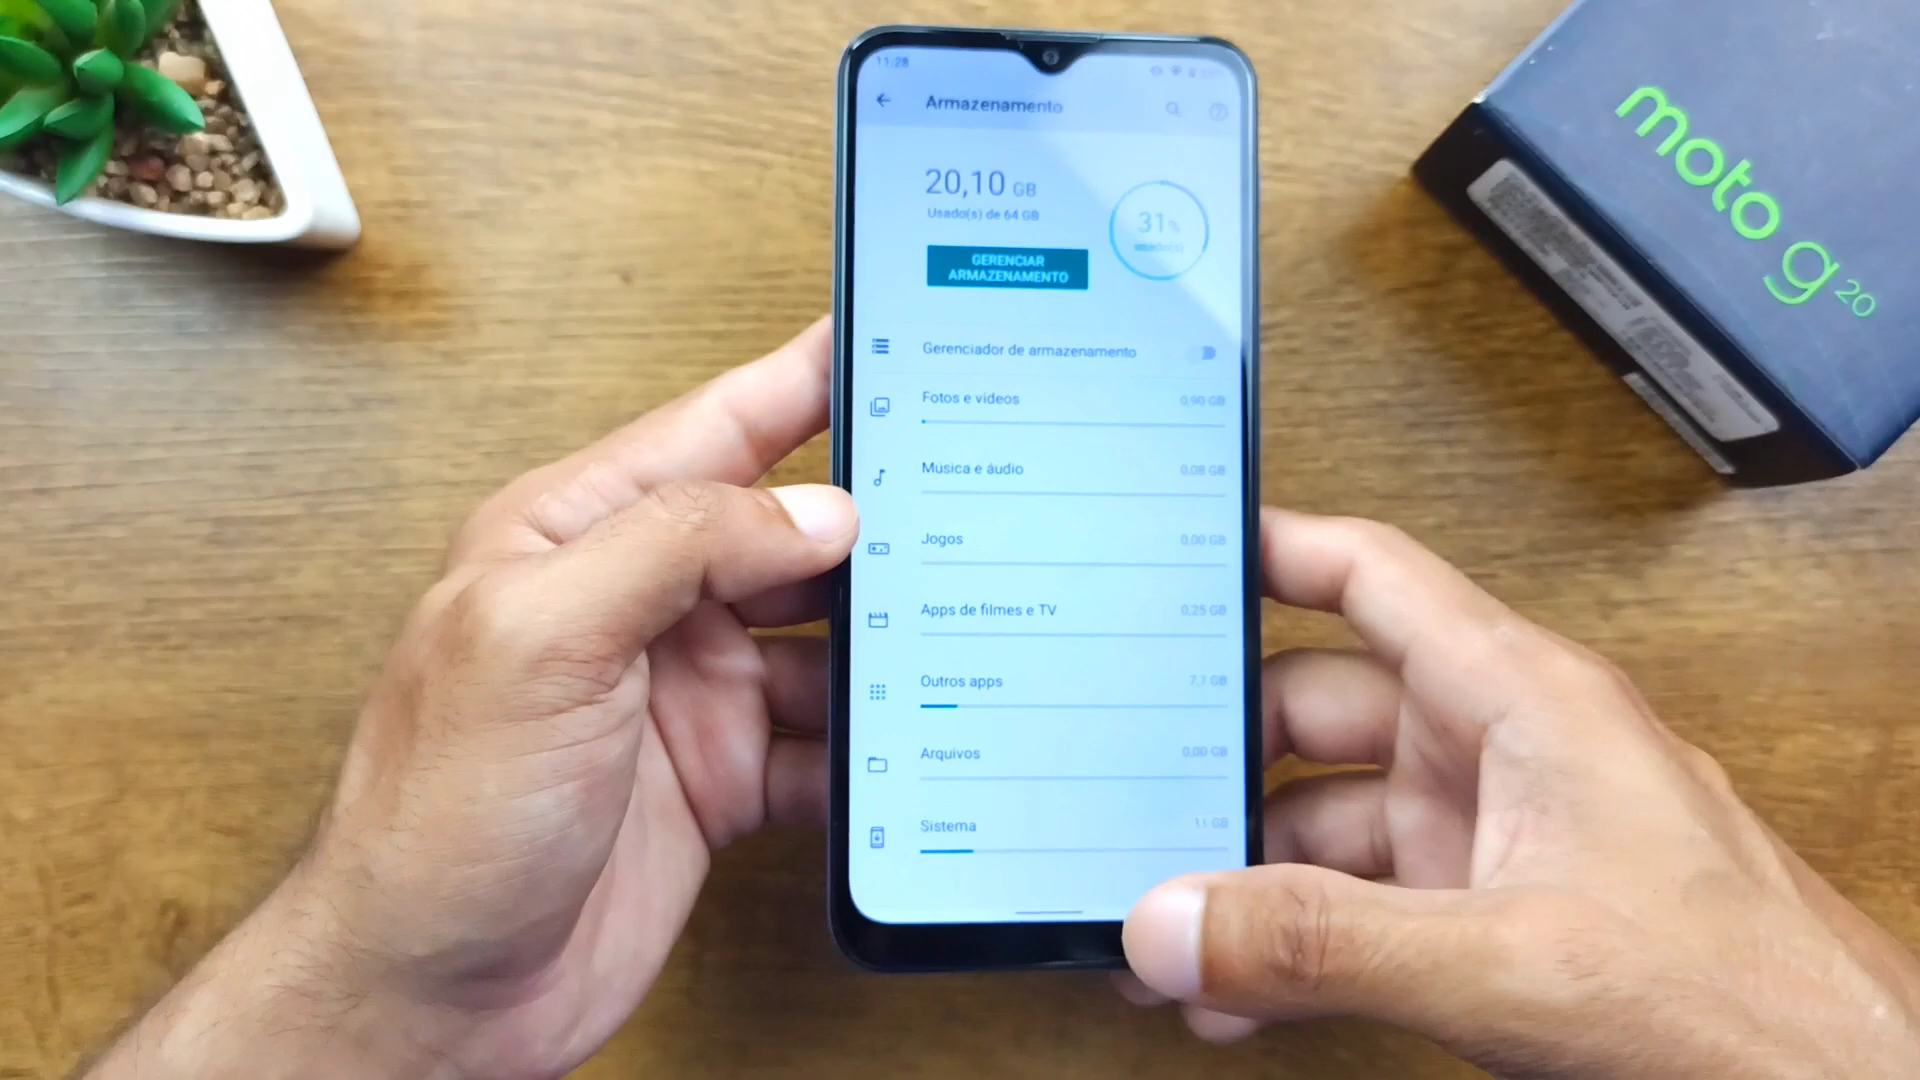 11:28
Armazenamento
20,10 GB
Usado(s) de 64 GB
31%
usado(s)
GERENCIAR
ARMAZENAMENTO
Gerenciador de armazenamento
Fotos e vídeos 0,90 GB
Música e áudio 0,08 GB
Jogos 0,00 GB
Apps de filmes e TV 0,25 GB
Outros apps 7,7 GB
Arquivos 0,00 GB
Sistema 11 GB
moto g20